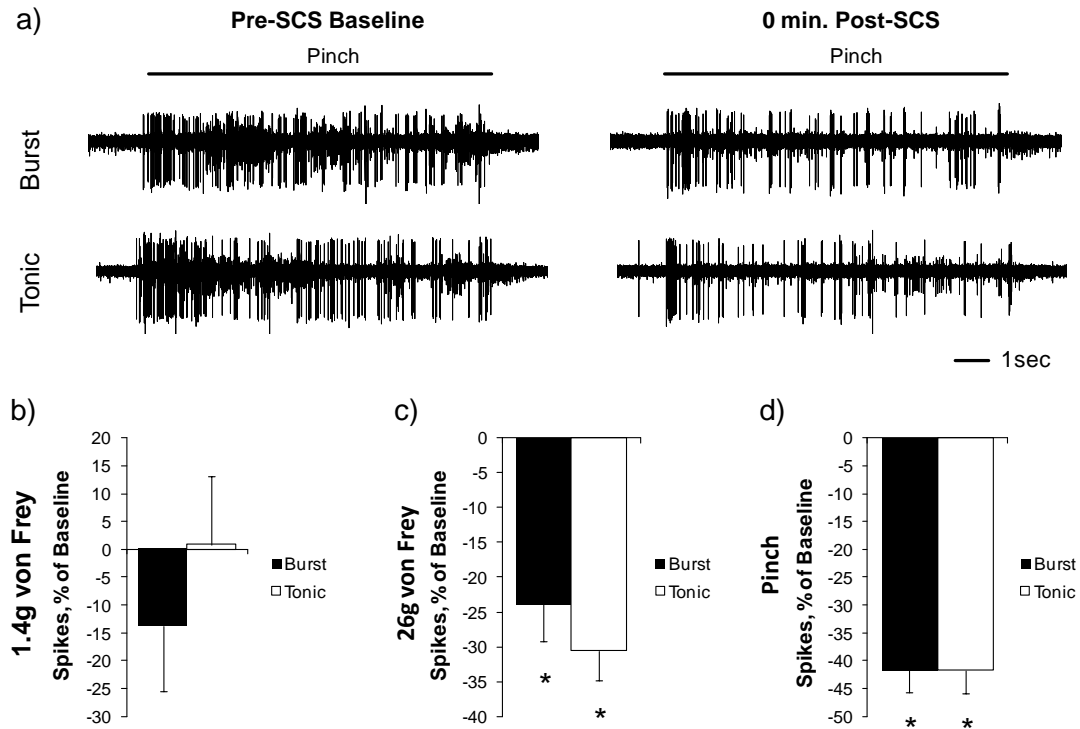 a)
Pre-SCS Baseline
0 min. Post-SCS
Pinch
Pinch
Burst
Tonic
1sec
b)
1.4g von Frey
Spikes, % of Baseline
20
15
10
5
0
-5
-10
-15
-20
-25
-30
Burst
Tonic
c)
26g von Frey
Spikes, % of Baseline
0
-5
-10
-15
-20
-25
-30
-35
-40
* *
Burst
Tonic
d)
Pinch
Spikes, % of Baseline
0
-5
-10
-15
-20
-25
-30
-35
-40
-45
-50
* *
Burst
Tonic